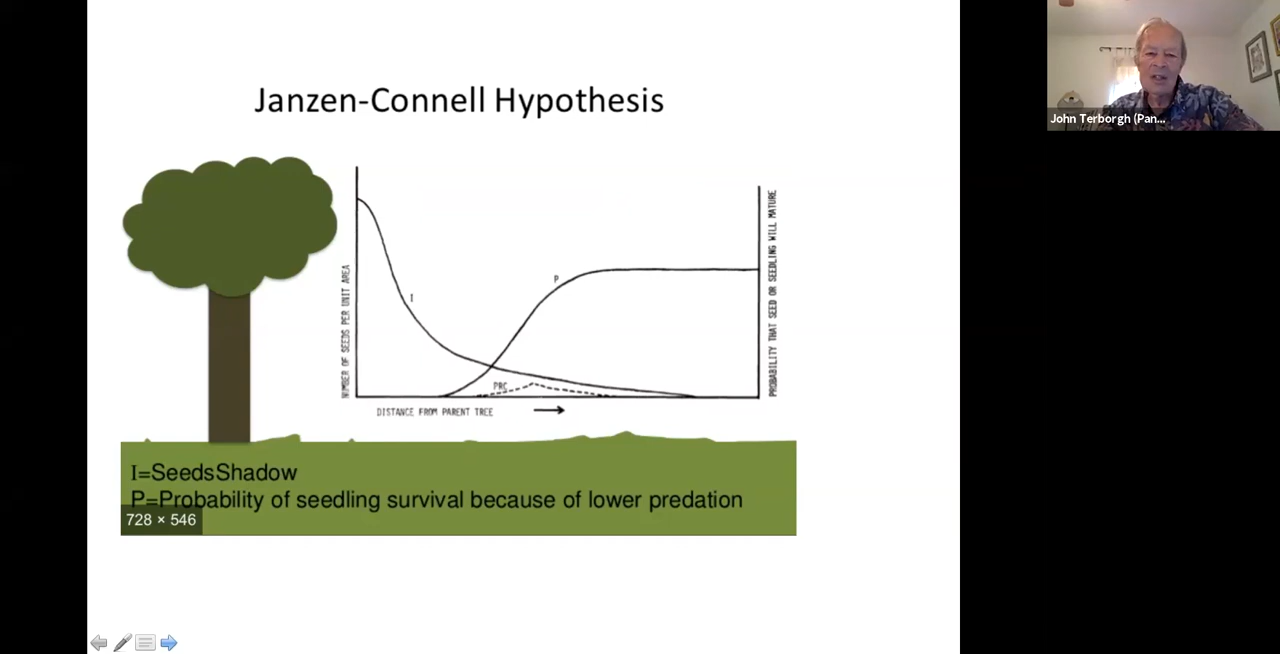 Janzen-Connell Hypothesis
NUMBER OF SEEDS PER UNIT AREA
I
P
PRC
PROBABILITY THAT SEED OR SEEDLING WILL MATURE
DISTANCE FROM PARENT TREE
I=SeedsShadow
P=Probability of seedling survival because of lower predation
728 × 546
John Terborgh (Pan...